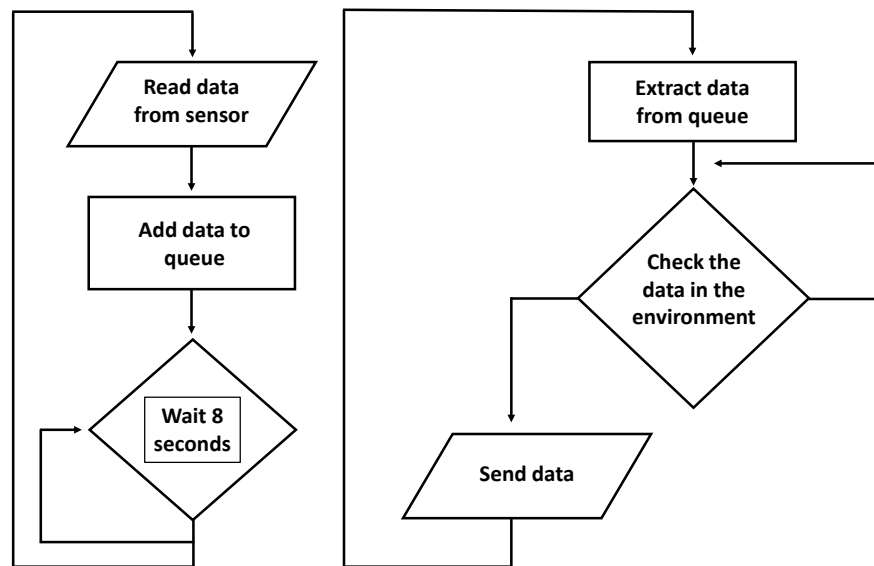 Read data
from sensor
Add data to
queue
Wait 8
seconds
Extract data
from queue
Check the
data in the
environment
Send data